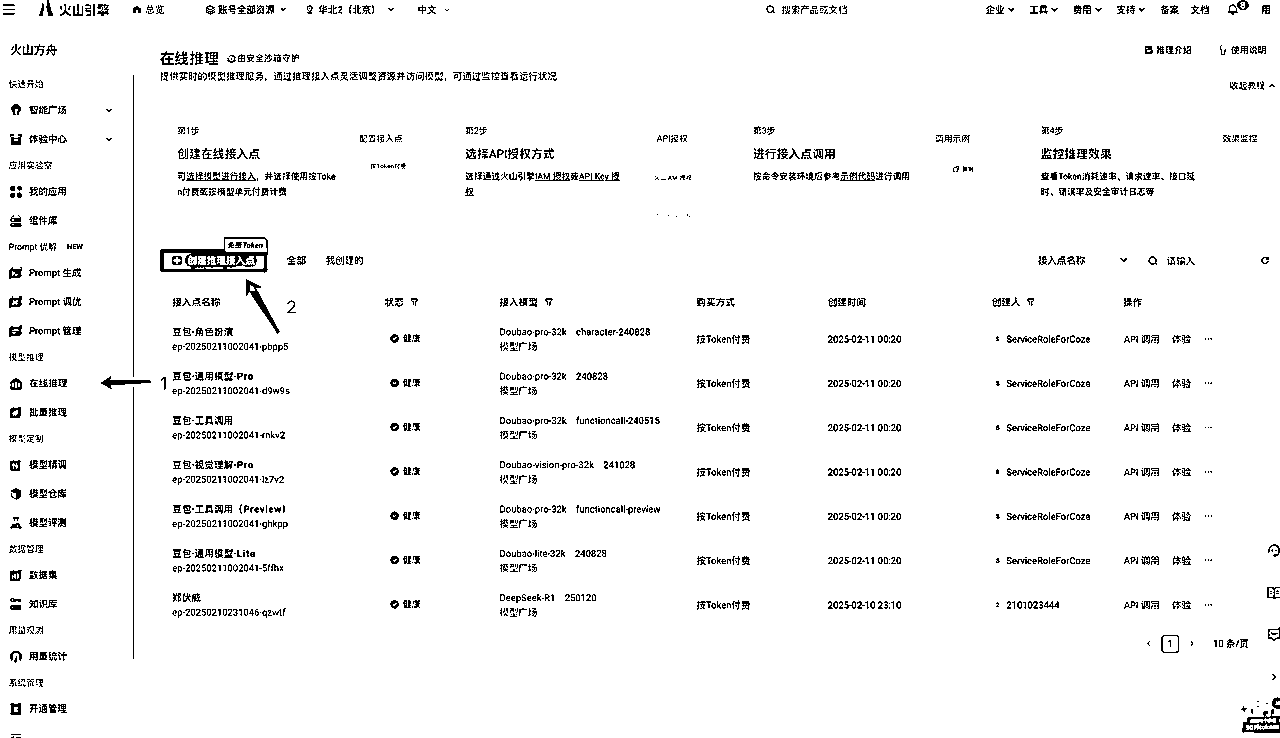 火山引擎 总览 账号全部资源 华北2（北京） 中文 搜索产品或文档 企业 工具 费用 支持 备案 文档 8 用
火山方舟
快速开始
智能广场
体验中心
应用实验室
我的应用
组件库
Prompt 优解 NEW
Prompt 生成
Prompt 调优
Prompt 管理
模型推理
在线推理
批量推理
模型定制
模型精调
模型仓库
模型评测
数据管理
数据集
知识库
用量观测
用量统计
系统管理
开通管理
在线推理 由安全沙箱守护 推理介绍 使用说明
提供实时的模型推理服务，通过推理接入点灵活调整资源并访问模型，可通过监控查看运行状况
收起教程
第1步
创建在线接入点
可选择模型进行接入，并选择使用按Toke
n付费或按模型单元付费计费
配置接入点
按Token付费
第2步
选择API授权方式
选择通过火山引擎IAM 授权或API Key 授
权
API授权
火山IAM 授权
第3步
进行接入点调用
按命令安装环境后参考示例代码进行调用
调用示例
复制
第4步
监控推理效果
查看Token消耗速率、请求速率、接口延
时、错误率及安全审计日志等
效果监控
免费Token
创建推理接入点 全部 我创建的 接入点名称 请输入
2
1
接入点名称 状态 接入模型 购买方式 创建时间 创建人 操作
豆包-角色扮演
ep-20250211002041-pbpp5 健康 Doubao-pro-32k character-240828
模型广场 按Token付费 2025-02-11 00:20 ServiceRoleForCoze API 调用 体验 ···
豆包-通用模型-Pro
ep-20250211002041-d9w9s 健康 Doubao-pro-32k 240828
模型广场 按Token付费 2025-02-11 00:20 ServiceRoleForCoze API 调用 体验 ···
豆包-工具调用
ep-20250211002041-rnkv2 健康 Doubao-pro-32k functioncall-240515
模型广场 按Token付费 2025-02-11 00:20 ServiceRoleForCoze API 调用 体验 ···
豆包-视觉理解-Pro
ep-20250211002041-lz7v2 健康 Doubao-vision-pro-32k 241028
模型广场 按Token付费 2025-02-11 00:20 ServiceRoleForCoze API 调用 体验 ···
豆包-工具调用（Preview）
ep-20250211002041-ghkpp 健康 Doubao-pro-32k functioncall-preview
模型广场 按Token付费 2025-02-11 00:20 ServiceRoleForCoze API 调用 体验 ···
豆包-通用模型-Lite
ep-20250211002041-5ffhx 健康 Doubao-lite-32k 240828
模型广场 按Token付费 2025-02-11 00:20 ServiceRoleForCoze API 调用 体验 ···
郑伏威
ep-20250210231046-qzwlf 健康 DeepSeek-R1 250120
模型广场 按Token付费 2025-02-10 23:10 2101023444 API 调用 体验 ···
1 10 条/页